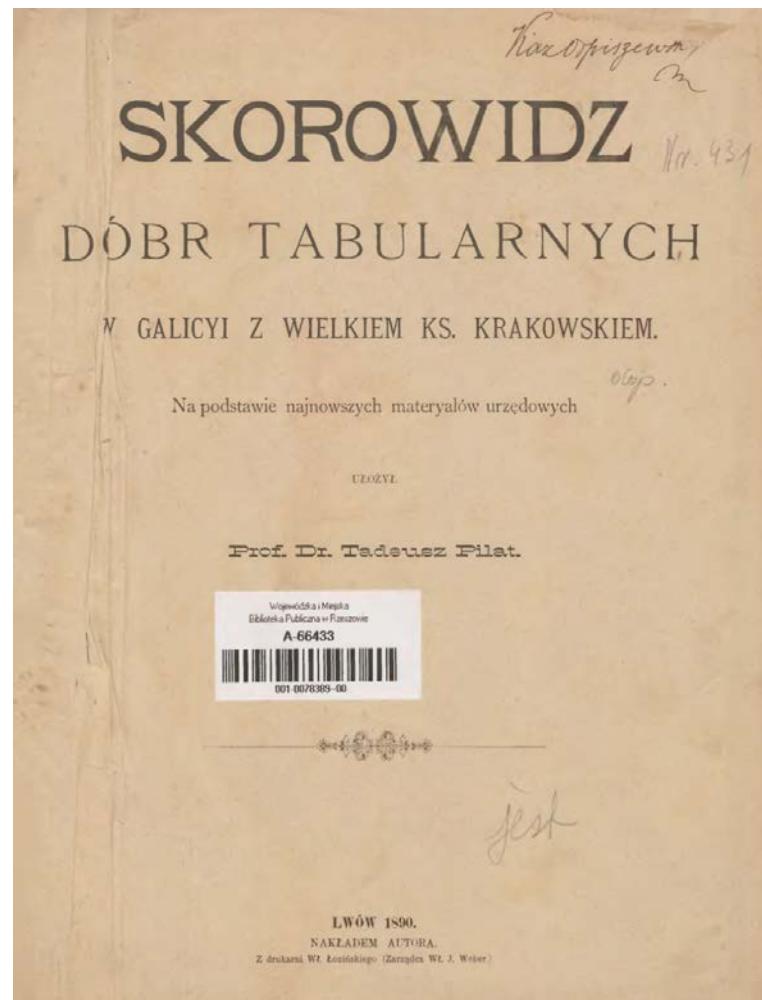 Nr. 431
SKOROWIDZ
DÓBR TABULARNYCH
W GALICYI Z WIELKIEM KS. KRAKOWSKIEM.
Na podstawie najnowszych materyałów urzędowych
UŁOŻYŁ
Prof. Dr. Tadeusz Pilat.
Wojewódzka i Miejska
Biblioteka Publiczna w Rzeszowie
A-66433
001-0078389-00
jest
LWÓW 1890.
NAKŁADEM AUTORA.
Z drukarni Wł. Łozińskiego (Zarządca Wł. J. Weber)